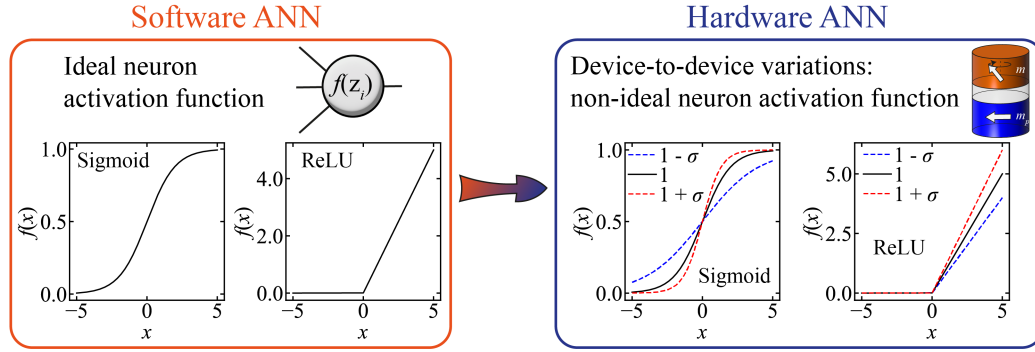 Software ANN
Ideal neuron
activation function
f(z_i)
1.0
Sigmoid
0.5
f(x)
0.0
−5
0
5
x
ReLU
4.0
2.0
f(x)
0.0
−5
0
5
x
Hardware ANN
Device-to-device variations:
non-ideal neuron activation function
m
1.0
1 - σ
1
1 + σ
0.5
f(x)
Sigmoid
0.0
−5
0
5
x
1 - σ
1
1 + σ
5.0
2.5
f(x)
ReLU
0.0
−5
0
5
x